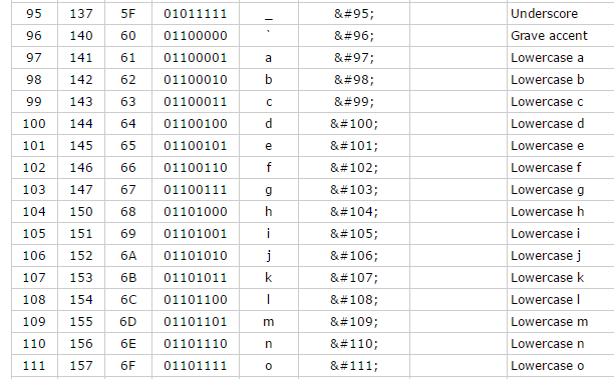 95 137 5F 01011111 _ &#95; Underscore
96 140 60 01100000 ` &#96; Grave accent
97 141 61 01100001 a &#97; Lowercase a
98 142 62 01100010 b &#98; Lowercase b
99 143 63 01100011 c &#99; Lowercase c
100 144 64 01100100 d &#100; Lowercase d
101 145 65 01100101 e &#101; Lowercase e
102 146 66 01100110 f &#102; Lowercase f
103 147 67 01100111 g &#103; Lowercase g
104 150 68 01101000 h &#104; Lowercase h
105 151 69 01101001 i &#105; Lowercase i
106 152 6A 01101010 j &#106; Lowercase j
107 153 6B 01101011 k &#107; Lowercase k
108 154 6C 01101100 l &#108; Lowercase l
109 155 6D 01101101 m &#109; Lowercase m
110 156 6E 01101110 n &#110; Lowercase n
111 157 6F 01101111 o &#111; Lowercase o